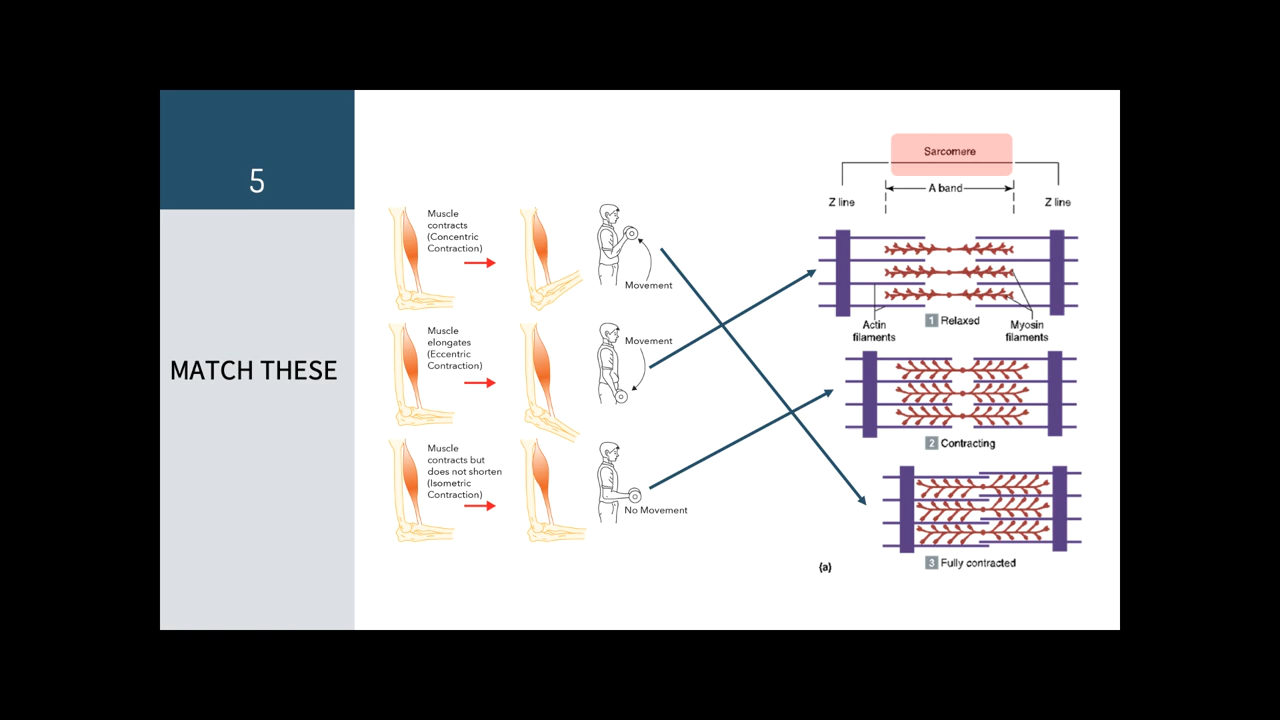 5
MATCH THESE
Muscle
contracts
(Concentric
Contraction)
Movement
Muscle
elongates
(Eccentric
Contraction)
Movement
Muscle
contracts but
does not shorten
(Isometric
Contraction)
No Movement
Sarcomere
A band
Z line
Z line
1 Relaxed
Actin
filaments
Myosin
filaments
2 Contracting
3 Fully contracted
(a)